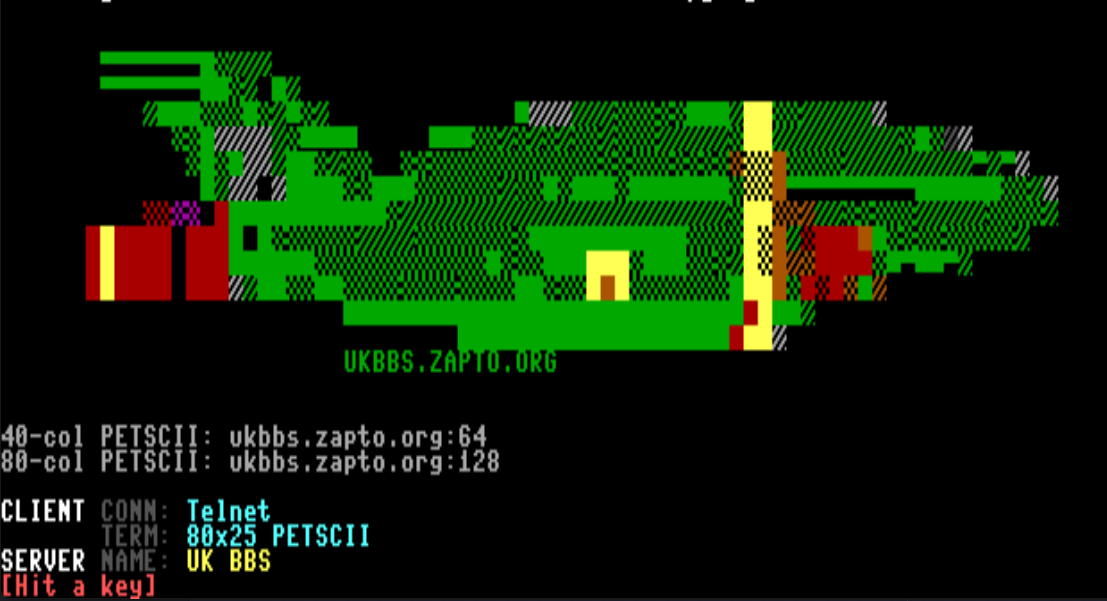 UKBBS.ZAPTO.ORG
40-col PETSCII: ukbbs.zapto.org:64
80-col PETSCII: ukbbs.zapto.org:128
CLIENT CONN: Telnet
TERM: 80x25 PETSCII
SERVER NAME: UK BBS
[Hit a key]